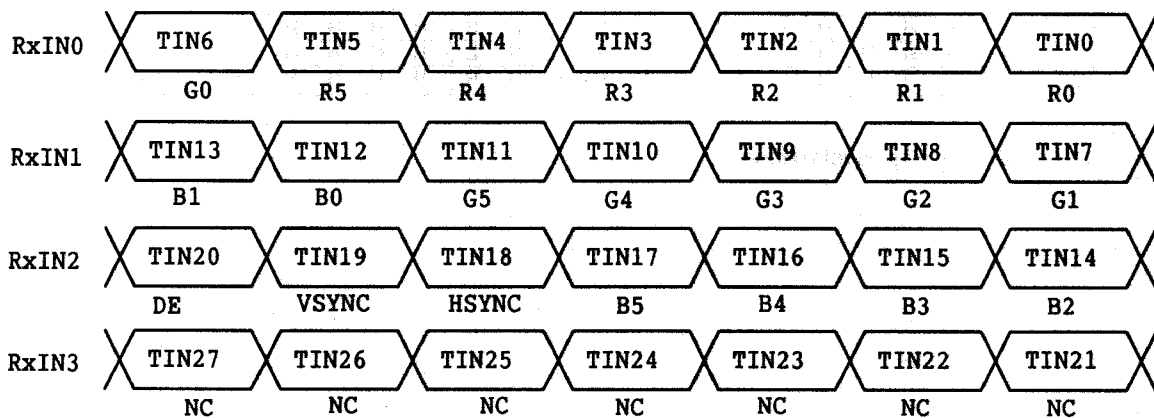 RxIN0 TIN6 TIN5 TIN4 TIN3 TIN2 TIN1 TIN0
G0 R5 R4 R3 R2 R1 R0
RxIN1 TIN13 TIN12 TIN11 TIN10 TIN9 TIN8 TIN7
B1 B0 G5 G4 G3 G2 G1
RxIN2 TIN20 TIN19 TIN18 TIN17 TIN16 TIN15 TIN14
DE VSYNC HSYNC B5 B4 B3 B2
RxIN3 TIN27 TIN26 TIN25 TIN24 TIN23 TIN22 TIN21
NC NC NC NC NC NC NC